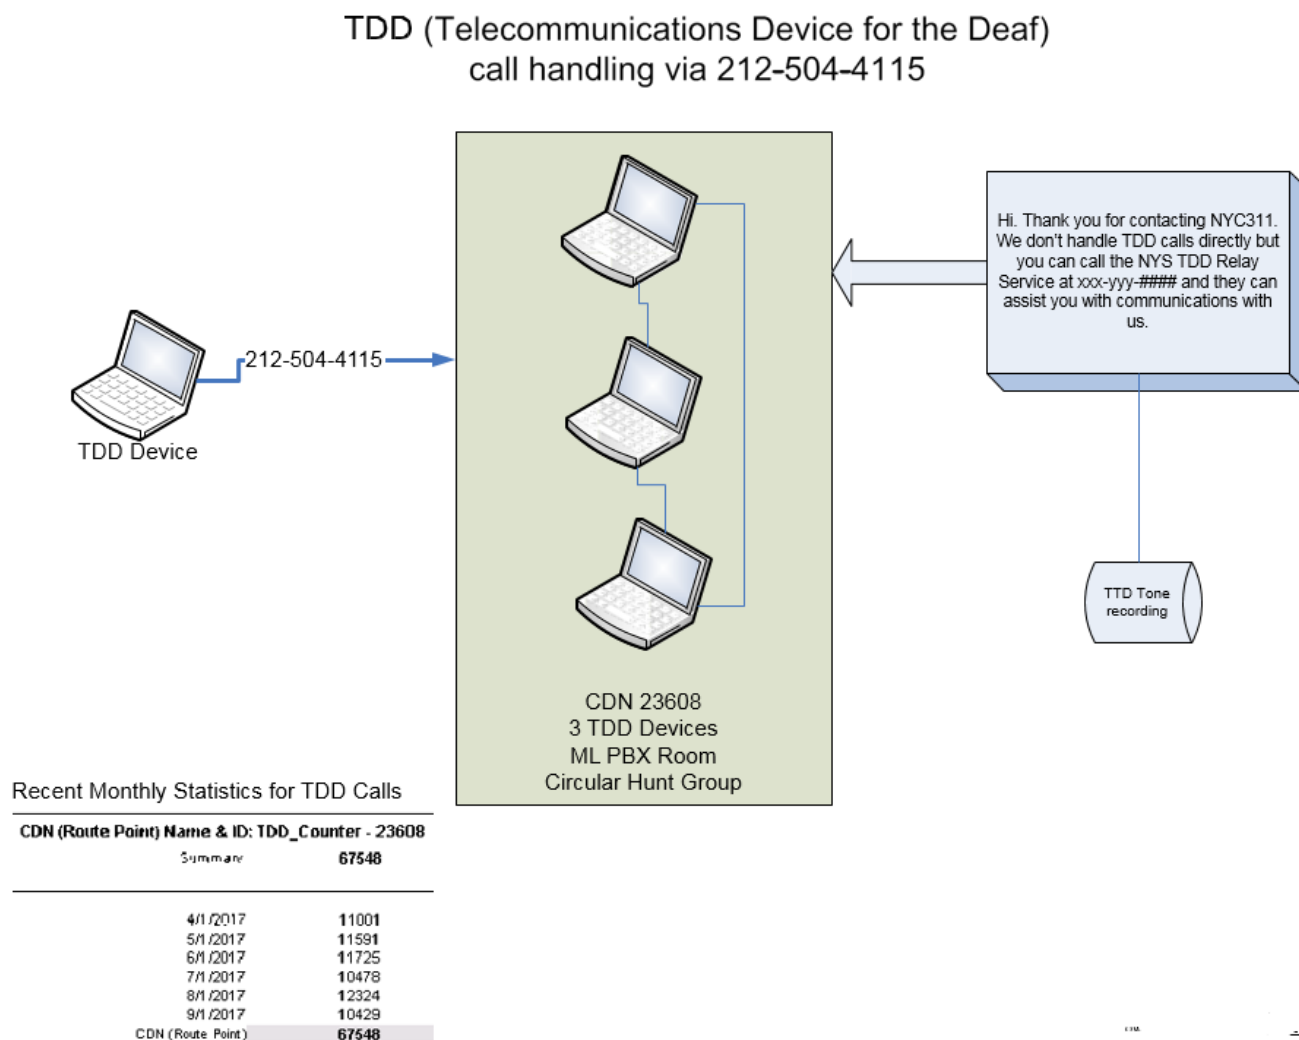 TDD (Telecommunications Device for the Deaf)
call handling via 212-504-4115
Hi. Thank you for contacting NYC311.
We don't handle TDD calls directly but
you can call the NYS TDD Relay
Service at xxx-yyy-#### and they can
assist you with communications with
us.
212-504-4115
TDD Device
TTD Tone
recording
CDN 23608
3 TDD Devices
ML PBX Room
Circular Hunt Group
Recent Monthly Statistics for TDD Calls
CDN (Route Point) Name & ID: TDD_Counter - 23608
Summary 67548
4/1/2017 11001
5/1/2017 11591
6/1/2017 11725
7/1/2017 10478
8/1/2017 12324
9/1/2017 10429
CDN (Route Point) 67548